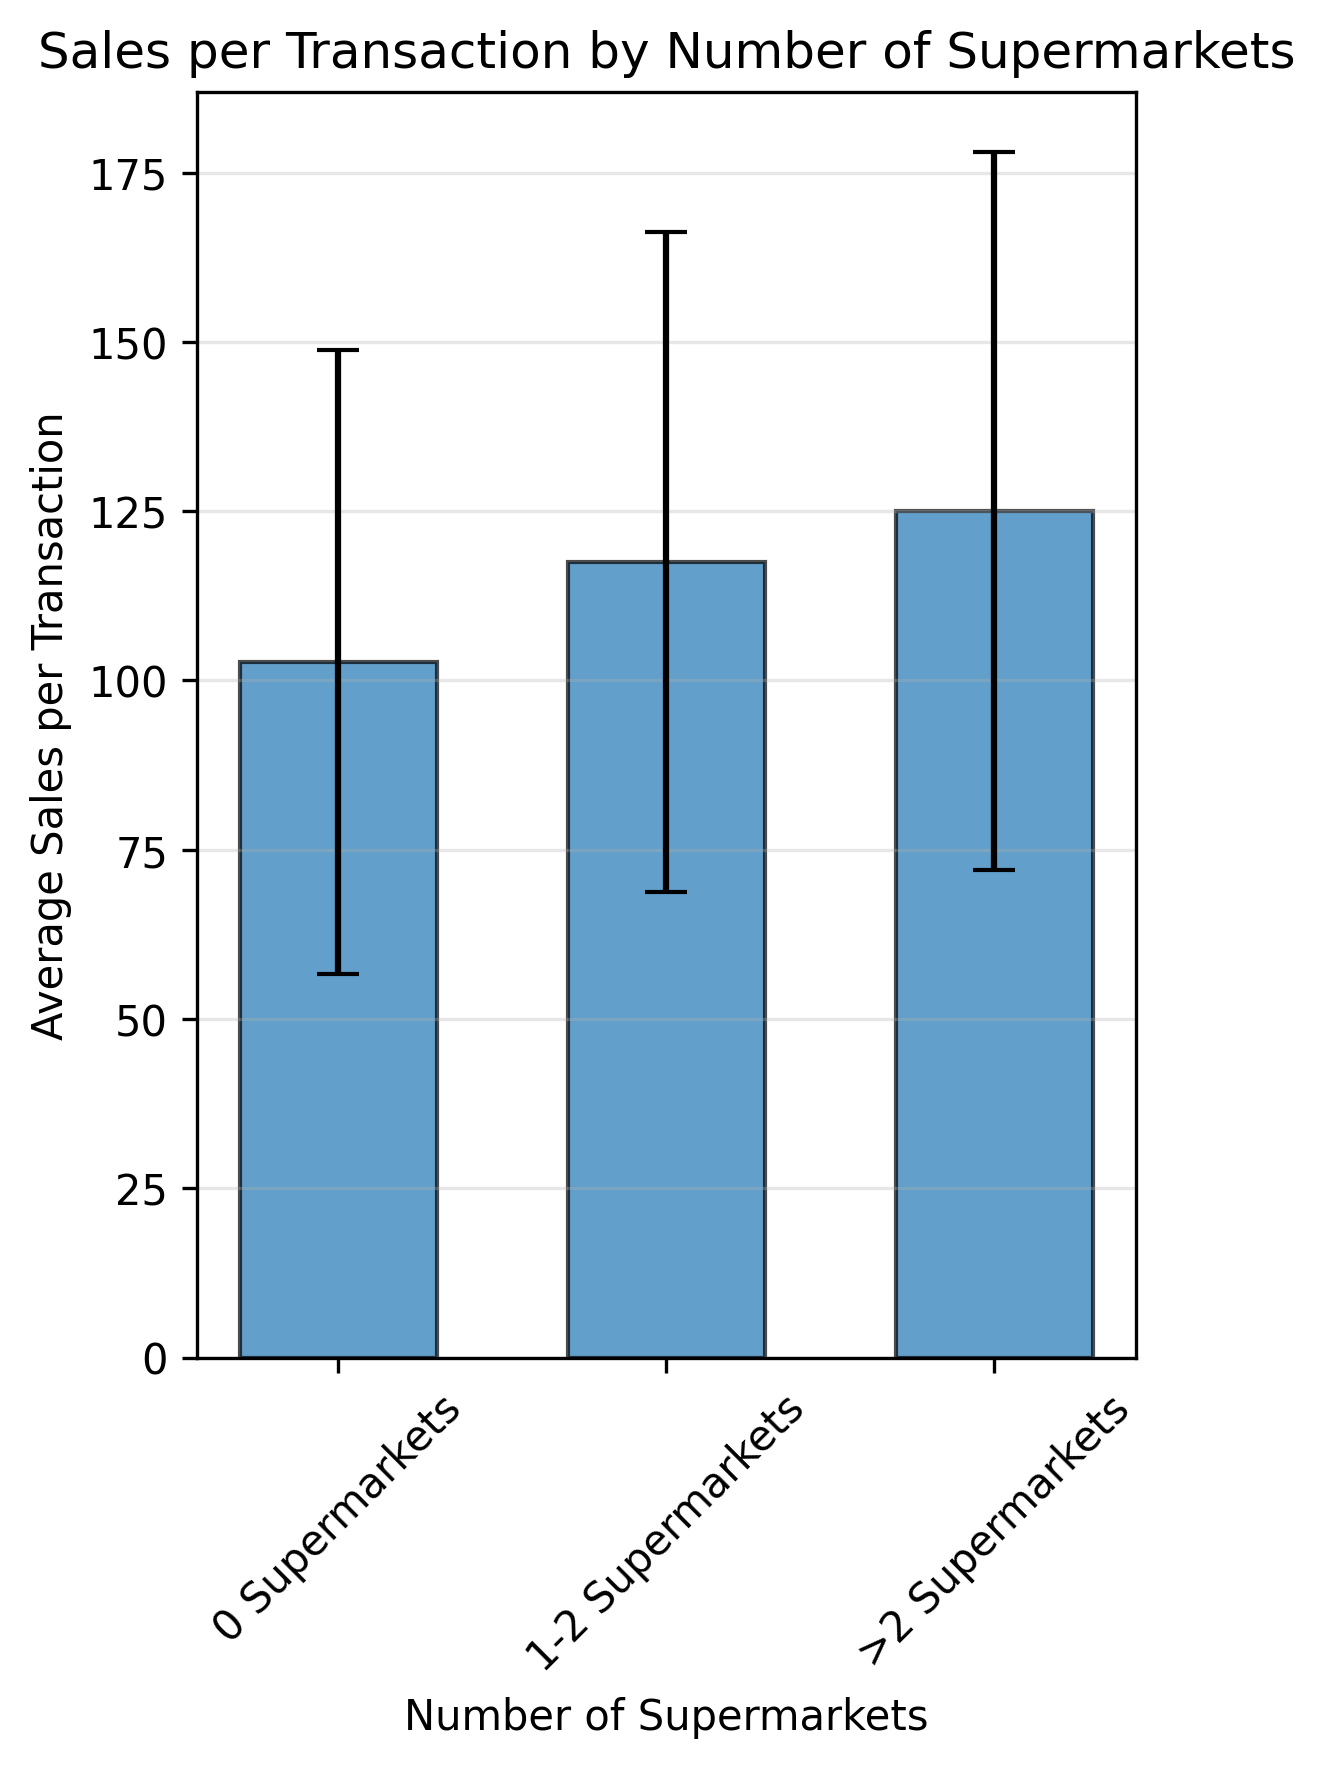 Sales per Transaction by Number of Supermarkets
Average Sales per Transaction
175
150
125
100
75
50
25
0
0 Supermarkets
1-2 Supermarkets
>2 Supermarkets
Number of Supermarkets